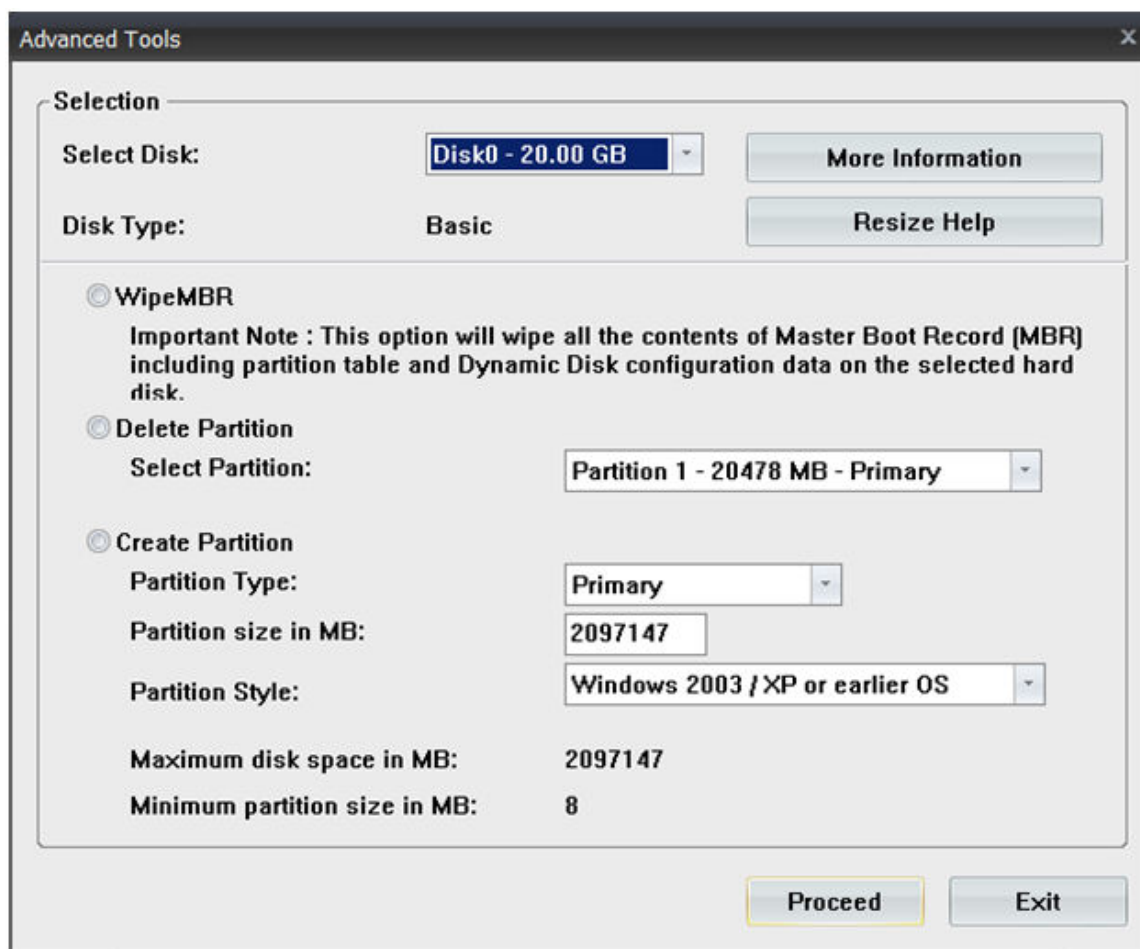 Advanced Tools x
Selection
Select Disk: Disk0 - 20.00 GB More Information
Disk Type: Basic Resize Help
WipeMBR
Important Note : This option will wipe all the contents of Master Boot Record (MBR)
including partition table and Dynamic Disk configuration data on the selected hard
disk.
Delete Partition
Select Partition: Partition 1 - 20478 MB - Primary
Create Partition
Partition Type: Primary
Partition size in MB: 2097147
Partition Style: Windows 2003 / XP or earlier OS
Maximum disk space in MB: 2097147
Minimum partition size in MB: 8
Proceed Exit